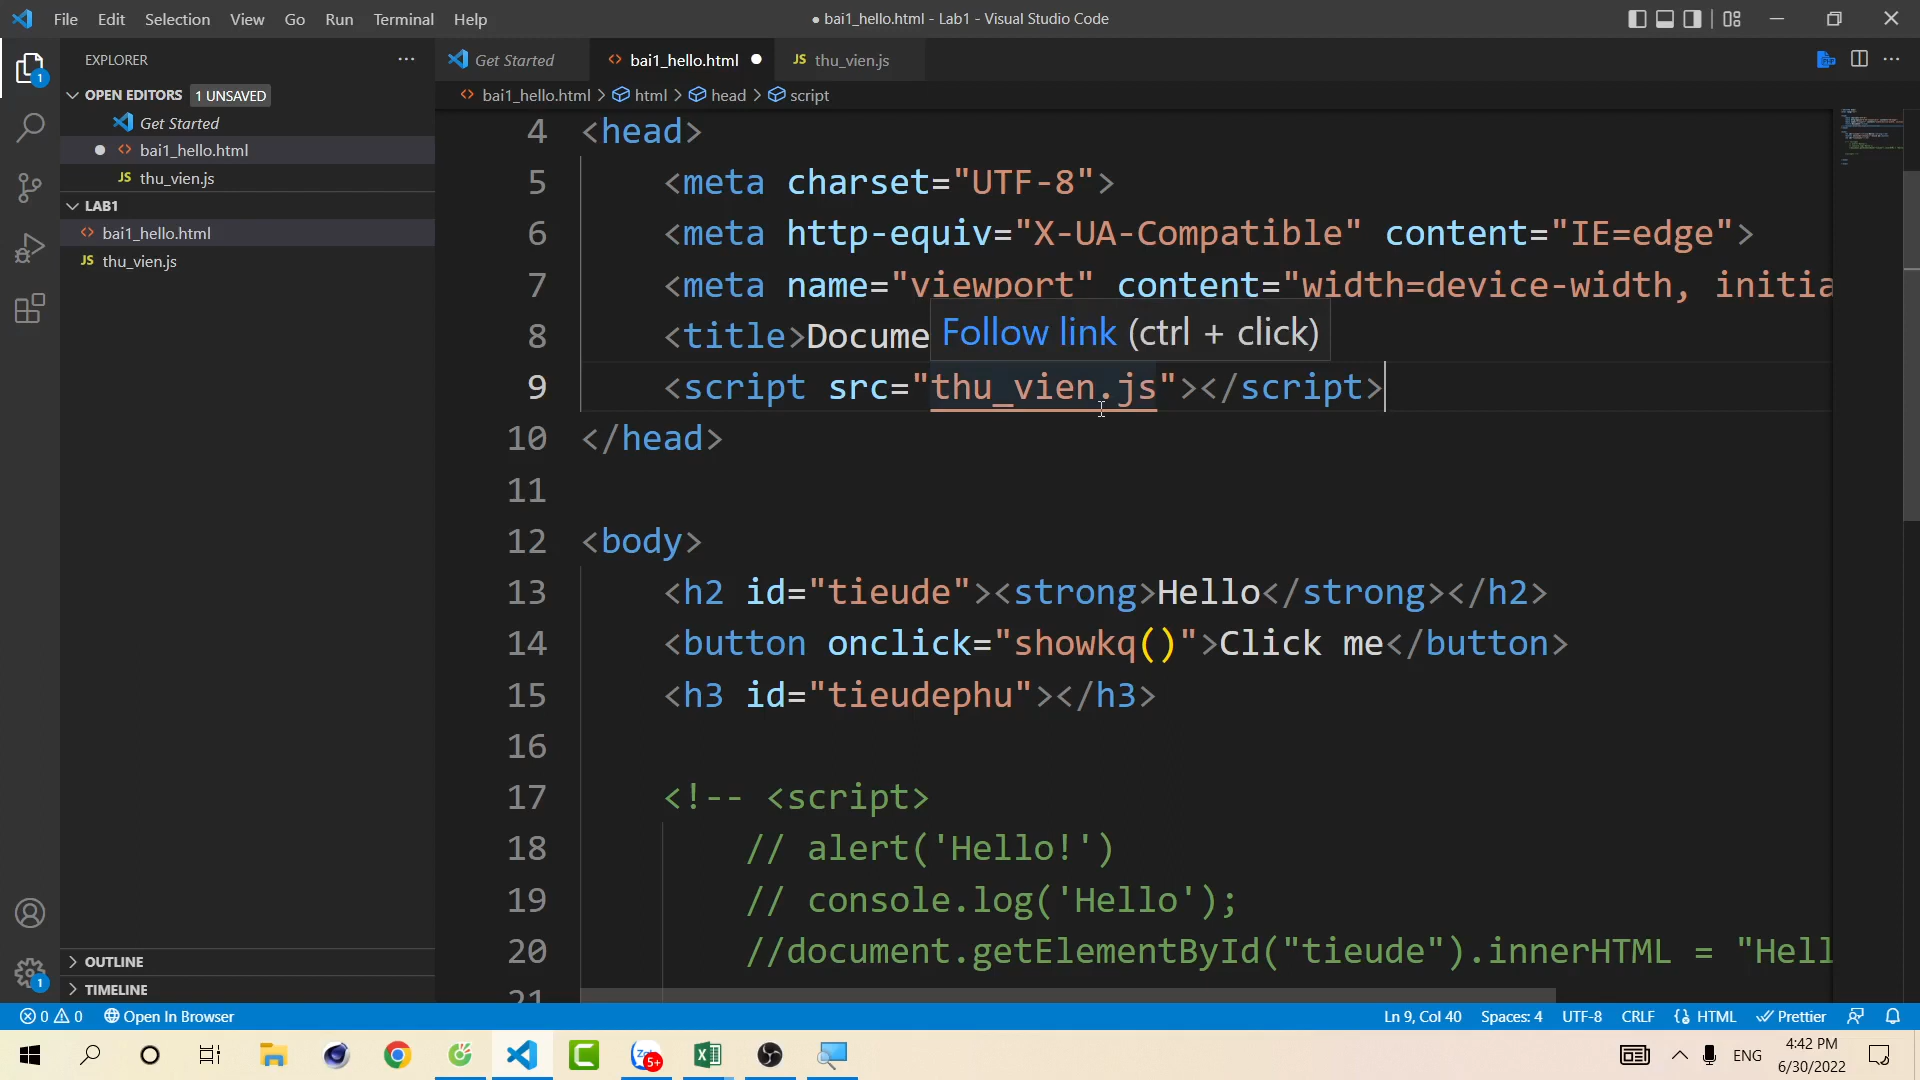 File Edit Selection View Go Run Terminal Help
● bai1_hello.html - Lab1 - Visual Studio Code
EXPLORER
OPEN EDITORS 1 UNSAVED
Get Started
bai1_hello.html
JS thu_vien.js
LAB1
bai1_hello.html
JS thu_vien.js
OUTLINE
TIMELINE
Get Started bai1_hello.html JS thu_vien.js
bai1_hello.html > html > head > script
4 <head>
5 <meta charset="UTF-8">
6 <meta http-equiv="X-UA-Compatible" content="IE=edge">
7 <meta name="viewport" content="width=device-width, initia
Follow link (ctrl + click)
8 <title>Docume
9 <script src="thu_vien.js"></script>
10 </head>
11
12 <body>
13 <h2 id="tieude"><strong>Hello</strong></h2>
14 <button onclick="showkq()">Click me</button>
15 <h3 id="tieudephu"></h3>
16
17 <!-- <script>
18 // alert('Hello!')
19 // console.log('Hello');
20 //document.getElementById("tieude").innerHTML = "Hell
21
0 0 Open In Browser
Ln 9, Col 40 Spaces: 4 UTF-8 CRLF HTML Prettier
ENG
4:42 PM
6/30/2022